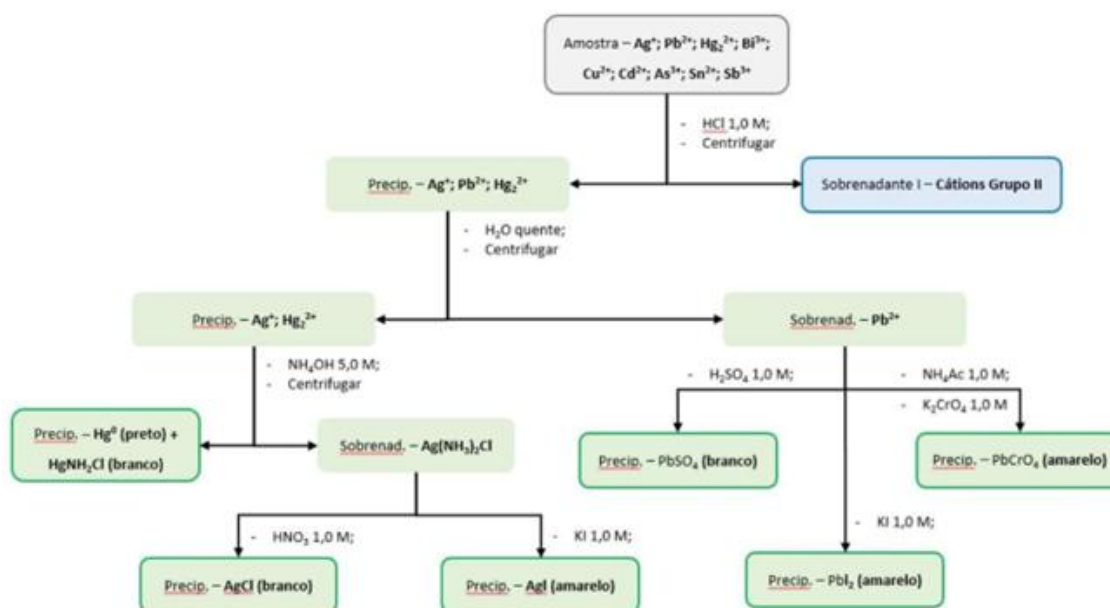 Amostra – Ag⁺; Pb²⁺; Hg₂²⁺; Bi³⁺;
Cu²⁺; Cd²⁺; As³⁺; Sn²⁺; Sb³⁺
- HCl 1,0 M;
- Centrifugar
Precip. – Ag⁺; Pb²⁺; Hg₂²⁺
Sobrenadante I – Cátions Grupo II
- H₂O quente;
- Centrifugar
Precip. – Ag⁺; Hg₂²⁺
Sobrenad. – Pb²⁺
- NH₄OH 5,0 M;
- Centrifugar
- H₂SO₄ 1,0 M;
- NH₄Ac 1,0 M;
- K₂CrO₄ 1,0 M
Precip. – Hg⁰ (preto) +
HgNH₂Cl (branco)
Sobrenad. – Ag(NH₃)₂Cl
Precip. – PbSO₄ (branco)
Precip. – PbCrO₄ (amarelo)
- HNO₃ 1,0 M;
- KI 1,0 M;
- KI 1,0 M;
Precip. – AgCl (branco)
Precip. – AgI (amarelo)
Precip. – PbI₂ (amarelo)